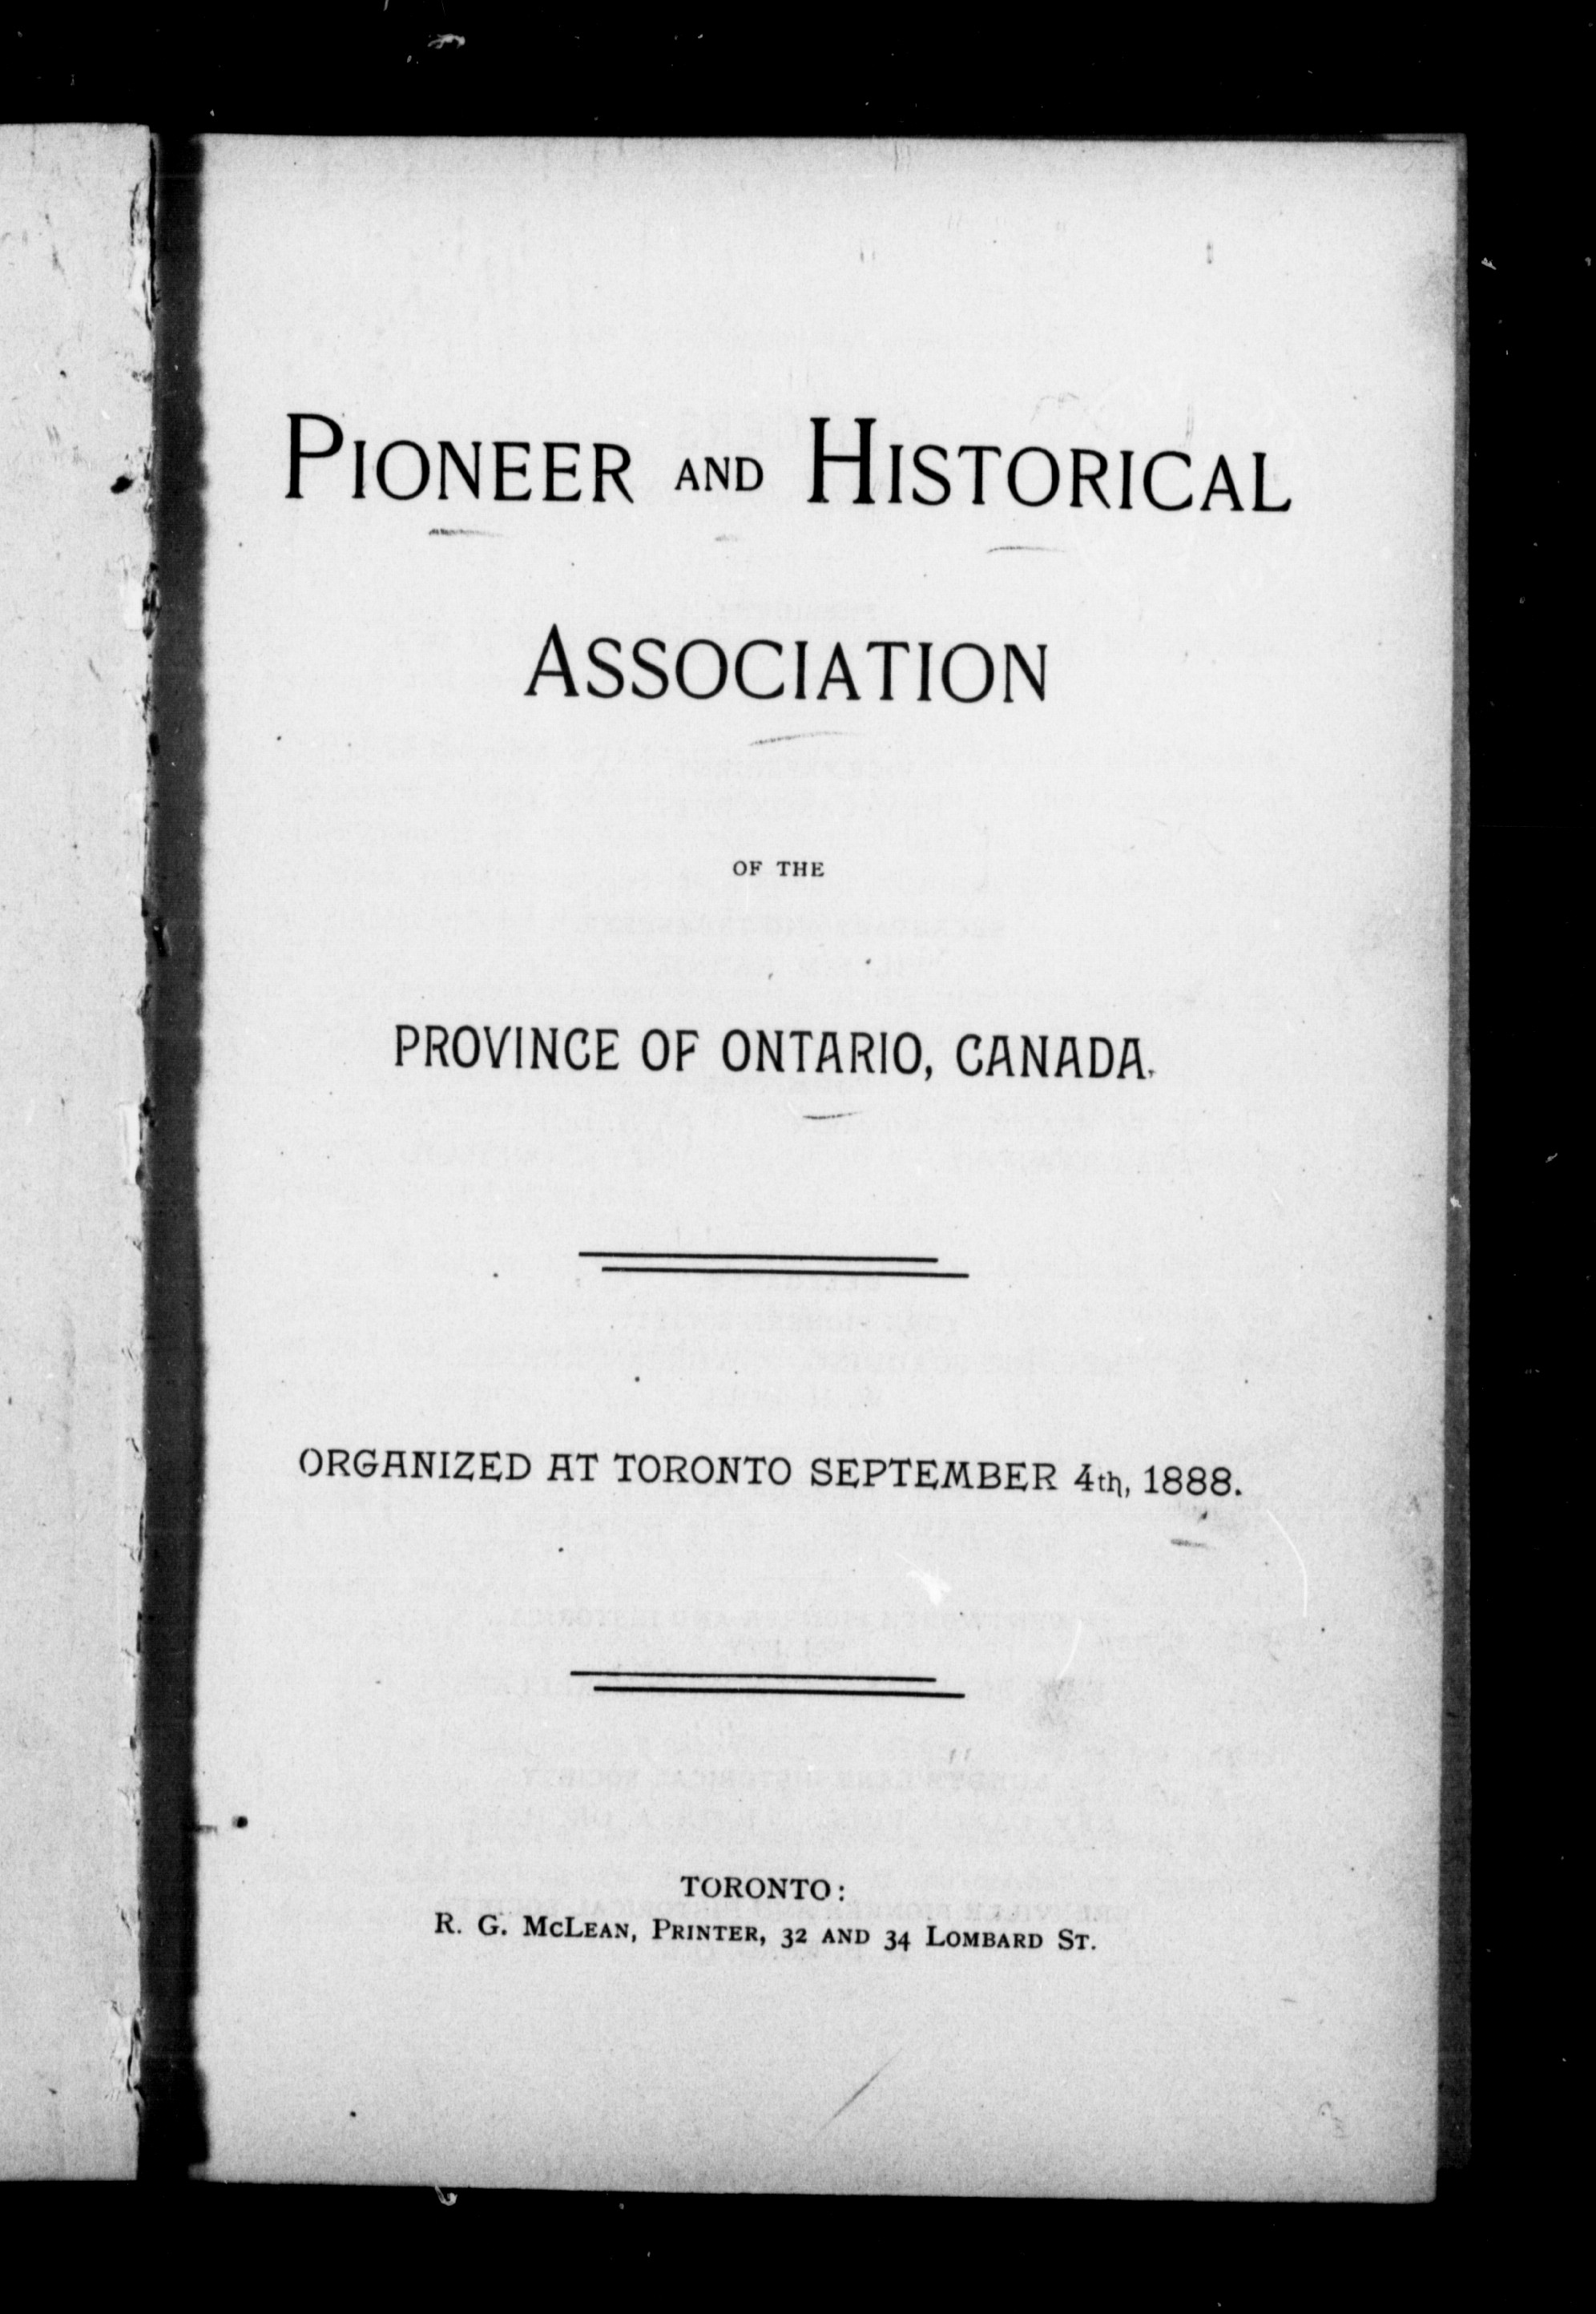 PIONEER AND HISTORICAL
ASSOCIATION
OF THE
PROVINCE OF ONTARIO, CANADA.
ORGANIZED AT TORONTO SEPTEMBER 4th, 1888.
TORONTO:
R. G. MCLEAN, PRINTER, 32 AND 34 LOMBARD ST.